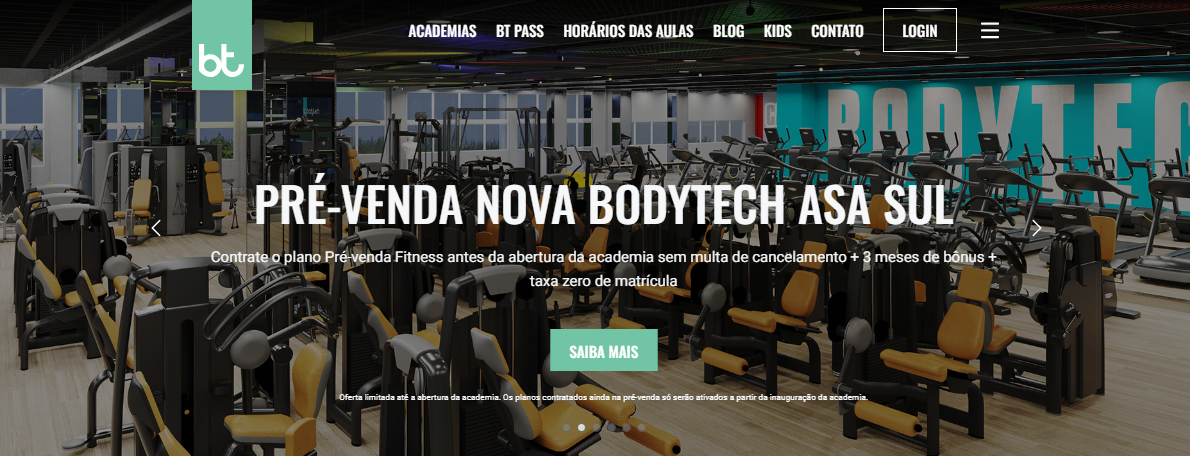 bt
ACADEMIAS BT PASS HORÁRIOS DAS AULAS BLOG KIDS CONTATO LOGIN
BODYTEC
PRÉ-VENDA NOVA BODYTECH ASA SUL
Contrate o plano Pré-venda Fitness antes da abertura da academia sem multa de cancelamento + 3 meses de bônus +
taxa zero de matrícula
SAIBA MAIS
Oferta limitada até a abertura da academia. Os planos contratados ainda na pré-venda só serão ativados a partir da inauguração da academia.